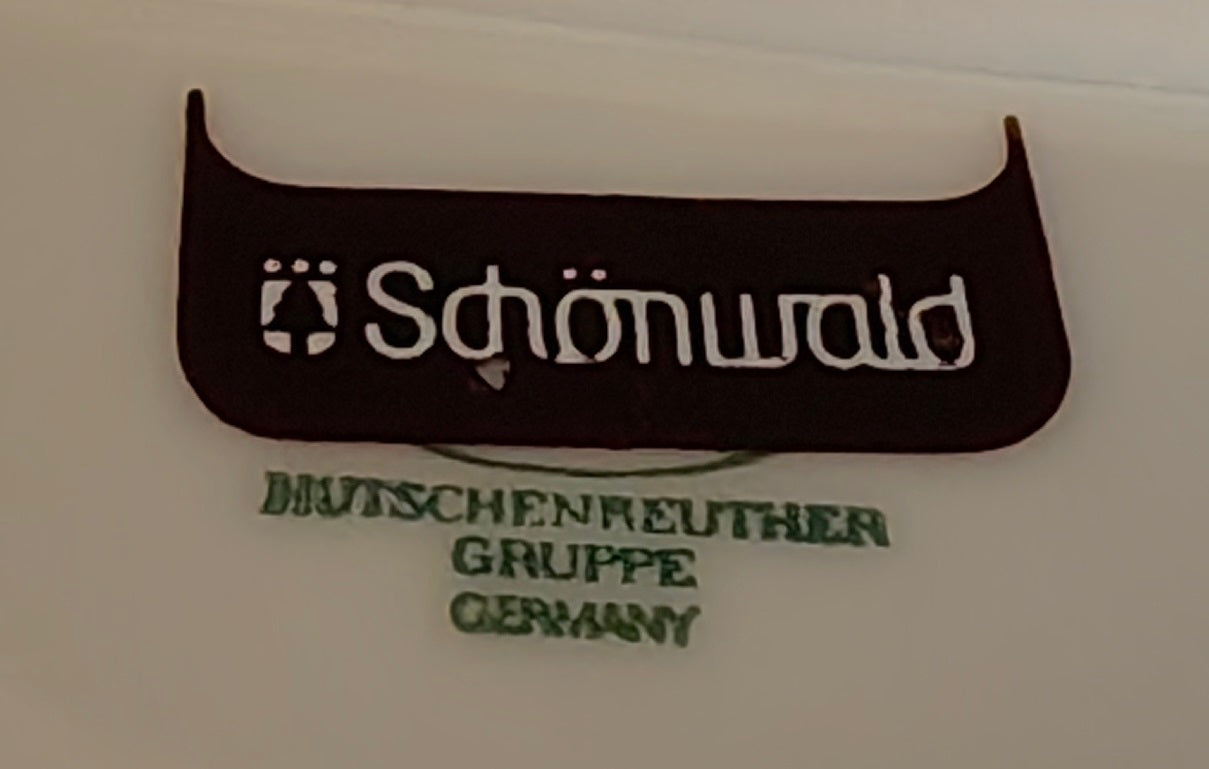 Schönwald
HUTSCHENREUTHER
GRUPPE
GERMANY